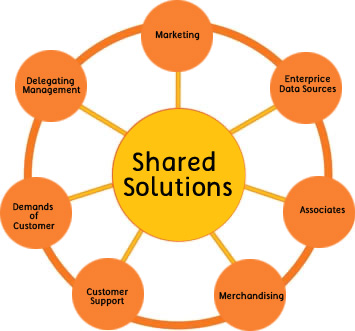 Marketing
Enterprice
Data Sources
Associates
Merchandising
Customer
Support
Demands
of
Customer
Delegating
Management
Shared
Solutions